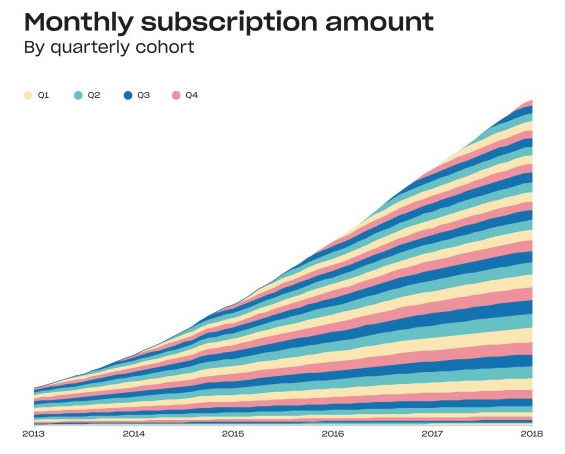 Monthly subscription amount
By quarterly cohort
Q1 Q2 Q3 Q4
2013 2014 2015 2016 2017 2018